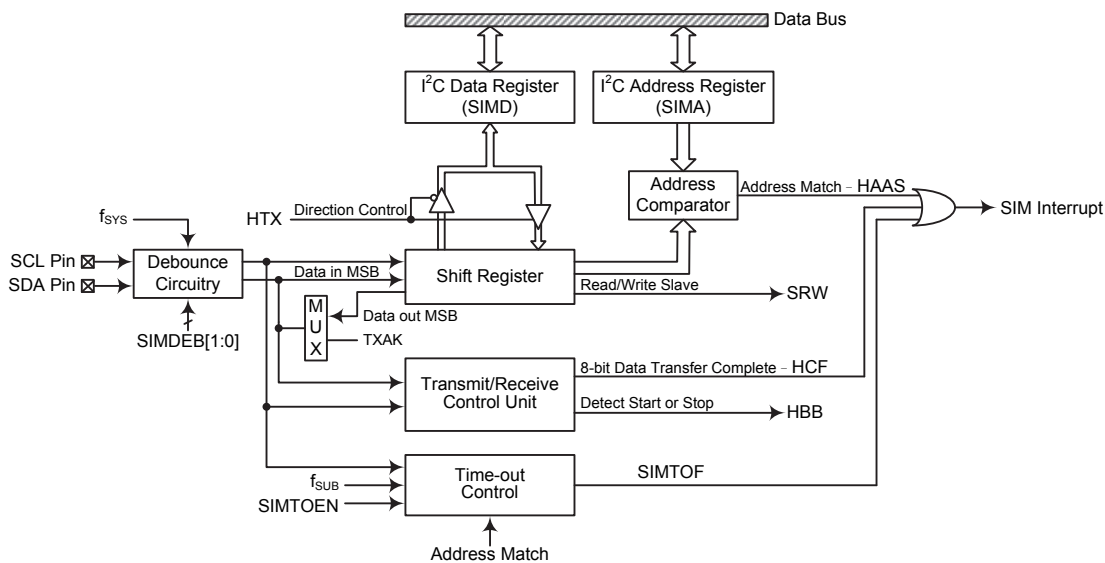 Data Bus
I²C Data Register
(SIMD)
I²C Address Register
(SIMA)
Address
Comparator
Address Match - HAAS
SIM Interrupt
HTX
Direction Control
fSYS
SCL Pin
SDA Pin
Debounce
Circuitry
SIMDEB[1:0]
Data in MSB
Shift Register
Read/Write Slave
SRW
Data out MSB
M
U
X
TXAK
Transmit/Receive
Control Unit
8-bit Data Transfer Complete - HCF
Detect Start or Stop
HBB
fSUB
SIMTOEN
Time-out
Control
SIMTOF
Address Match